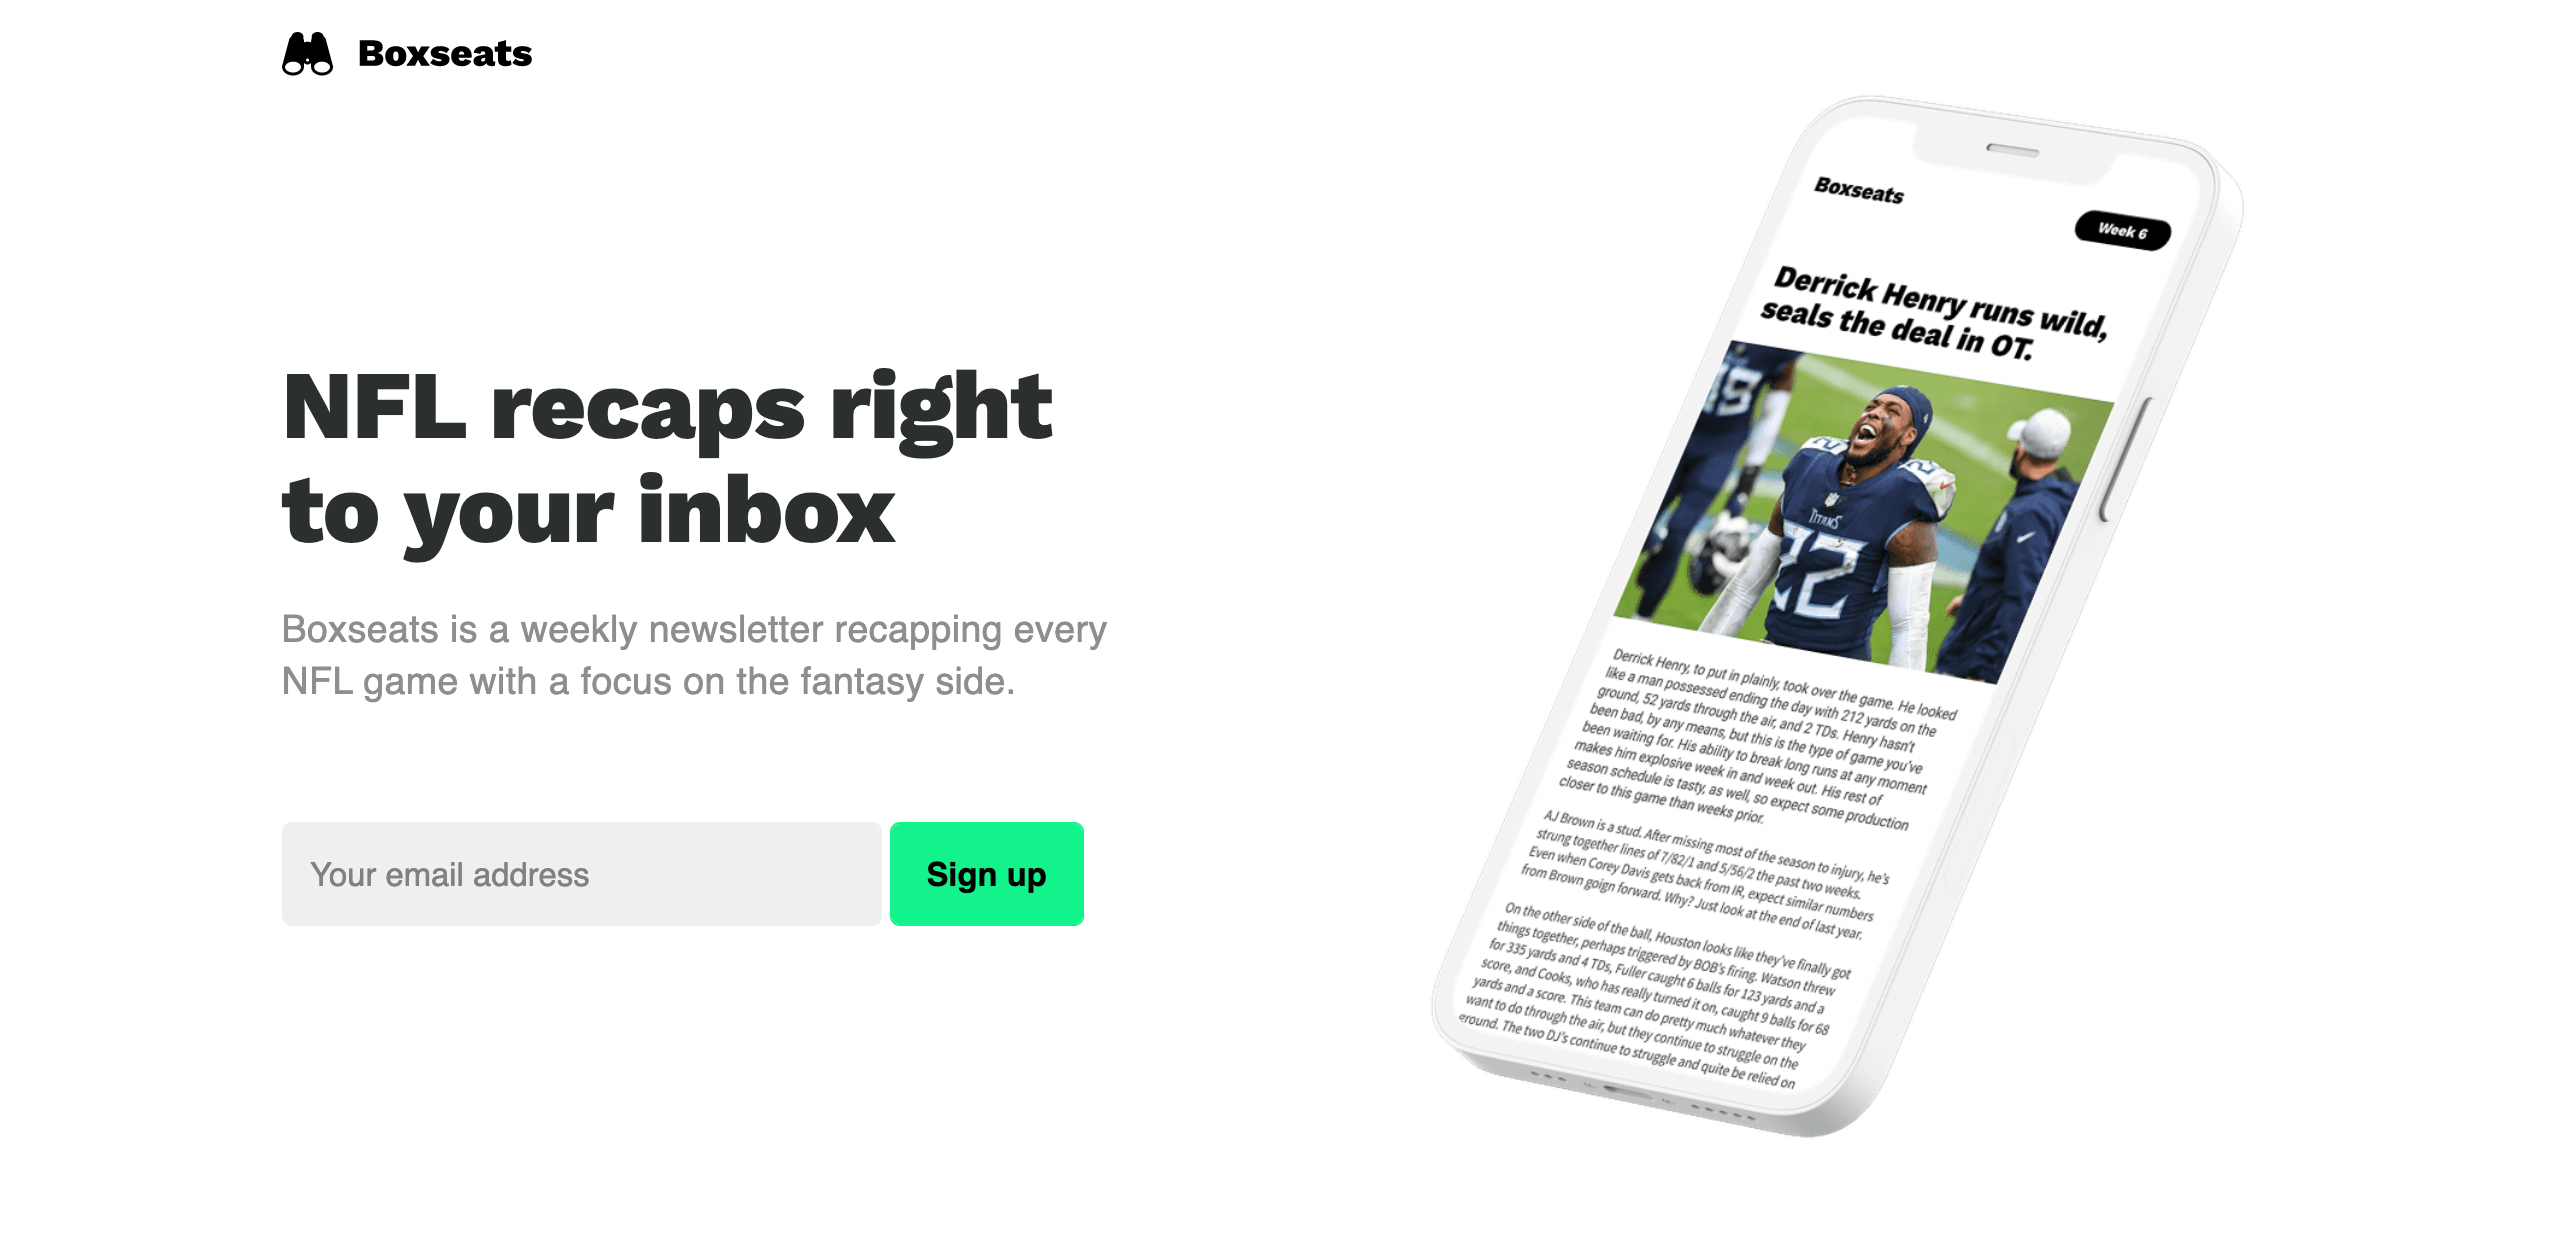 Boxseats
NFL recaps right
to your inbox
Boxseats is a weekly newsletter recapping every
NFL game with a focus on the fantasy side.
Your email address
Sign up
Boxseats
Week 6
Derrick Henry runs wild,
seals the deal in OT.
19
22
22
TITANS
22
Derrick Henry, to put in plainly, took over the game. He looked
like a man possessed ending the day with 212 yards on the
ground, 52 yards through the air, and 2 TDs. Henry hasn't
been bad, by any means, but this is the type of game you've
been waiting for. His ability to break long runs at any moment
makes him explosive week in and week out. His rest of
season schedule is tasty, as well, so expect some production
closer to this game than weeks prior.
AJ Brown is a stud. After missing most of the season to injury, he's
strung together lines of 7/82/1 and 5/56/2 the past two weeks.
Even when Corey Davis gets back from IR, expect similar numbers
from Brown goign forward. Why? Just look at the end of last year.
On the other side of the ball, Houston looks like they've finally got
things together, perhaps triggered by BOB's firing. Watson threw
for 335 yards and 4 TDs, Fuller caught 6 balls for 123 yards and a
score, and Cooks, who has really turned it on, caught 9 balls for 68
yards and a score. This team can do pretty much whatever they
want to do through the air, but they continue to struggle on the
ground. The two DJ's continue to struggle and quite be relied on